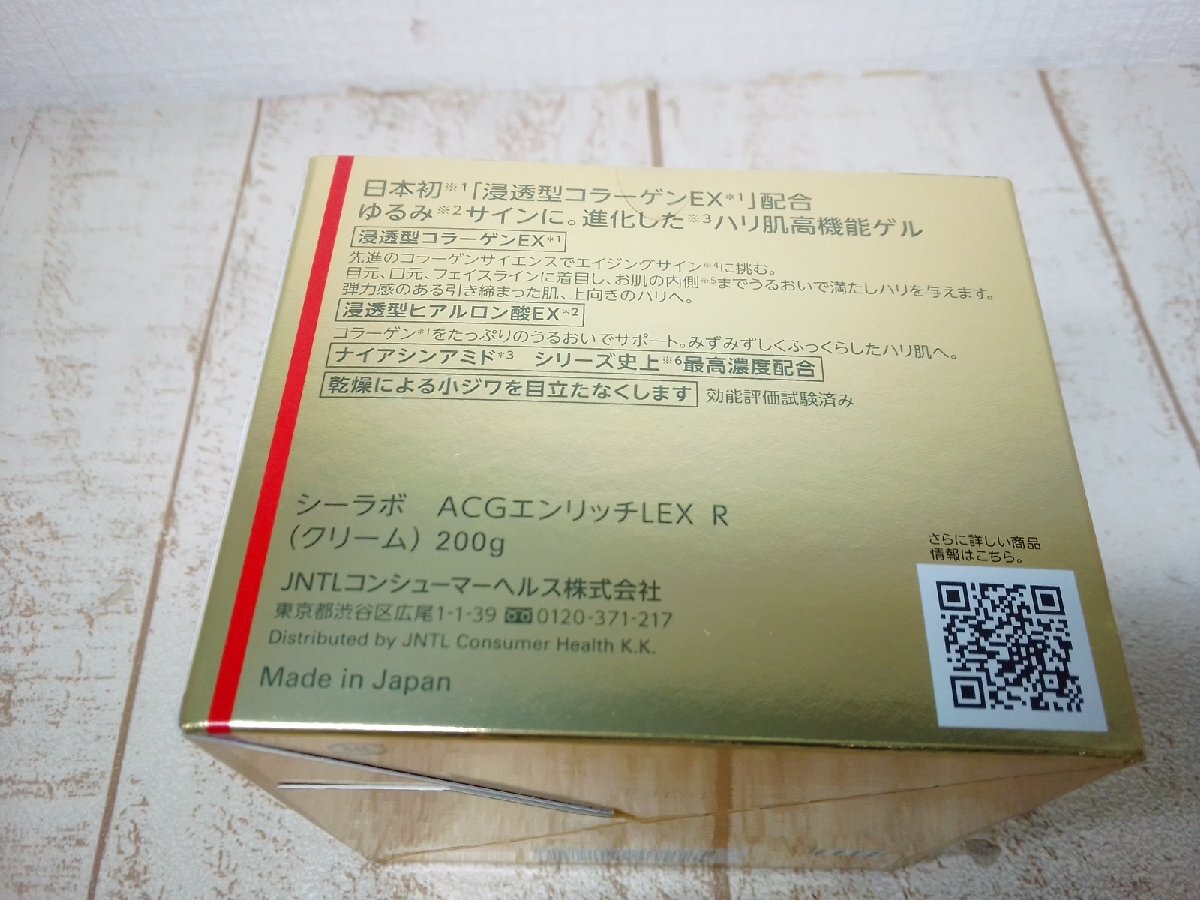 日本初※1「浸透型コラーゲンEX*1」配合
ゆるみ※2サインに。進化した※3ハリ肌高機能ゲル
浸透型コラーゲンEX*1
先進のコラーゲンサイエンスでエイジングサイン※4に挑む。
目元、口元、フェイスラインに着目し、お肌の内側※5までうるおいで満たしハリを与えます。
弾力感のある引き締まった肌、上向きのハリへ。
浸透型ヒアルロン酸EX*2
コラーゲン*1をたっぷりのうるおいでサポート。みずみずしくふっくらしたハリ肌へ。
ナイアシンアミド*3 シリーズ史上※6最高濃度配合
乾燥による小ジワを目立たなくします 効能評価試験済み
シーラボ ACGエンリッチLEX R
(クリーム) 200g
JNTLコンシューマーヘルス株式会社
東京都渋谷区広尾1-1-39 0120-371-217
Distributed by JNTL Consumer Health K.K.
Made in Japan
さらに詳しい商品
情報はこちら。